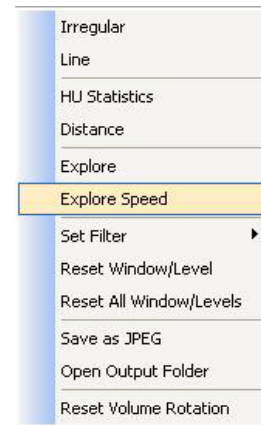 Irregular
Line
HU Statistics
Distance
Explore
Explore Speed
Set Filter
Reset Window/Level
Reset All Window/Levels
Save as JPEG
Open Output Folder
Reset Volume Rotation